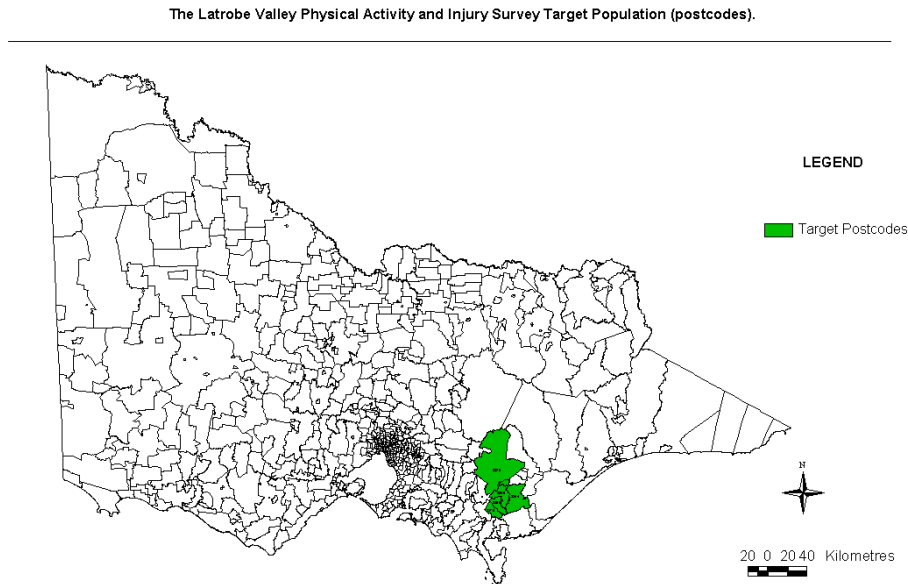 The Latrobe Valley Physical Activity and Injury Survey Target Population (postcodes).
LEGEND
Target Postcodes
N
20 0 20 40 Kilometres